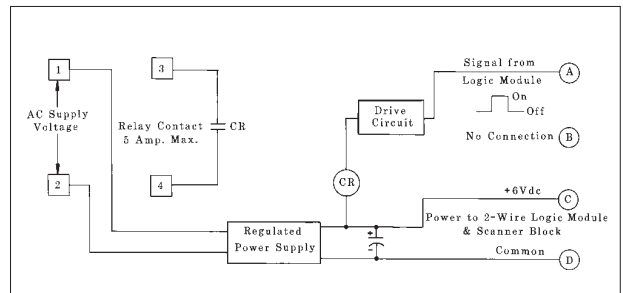 1
AC Supply
Voltage
2
3
Relay Contact
5 Amp. Max.
CR
4
Signal from
Logic Module
A
On
Off
Drive
Circuit
No Connection
B
CR
+6Vdc
C
Power to 2-Wire Logic Module
& Scanner Block
Regulated
Power Supply
+
-
Common
D